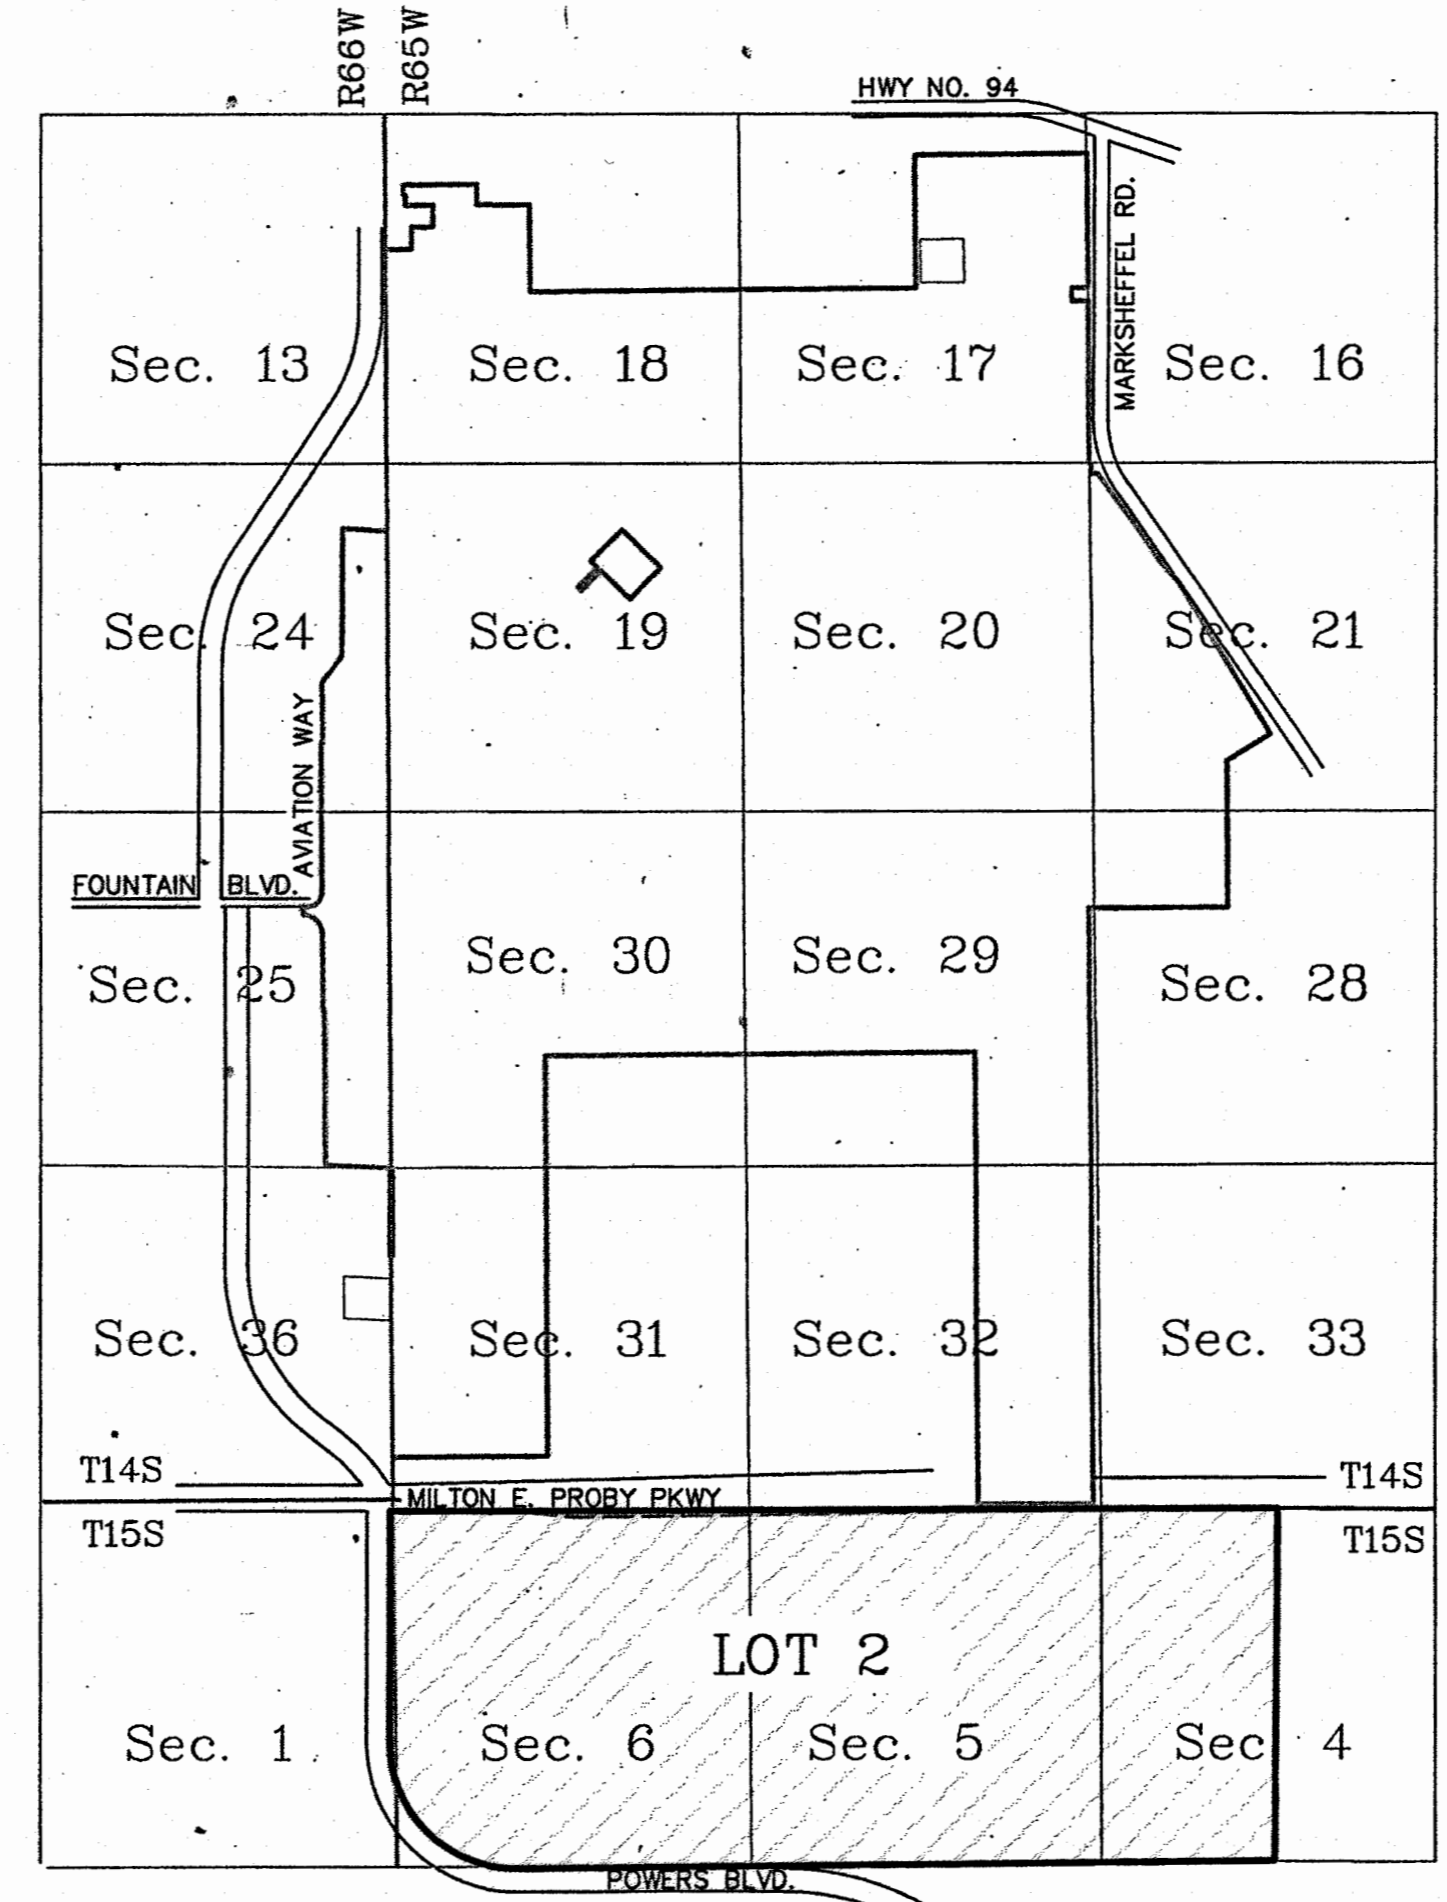 R66W
R65W
HWY NO. 94
MARKSHEFFEL RD.
Sec. 13
Sec. 18
Sec. 17
Sec. 16
Sec. 24
Sec. 19
Sec. 20
Sec. 21
AVIATION WAY
FOUNTAIN BLVD.
Sec. 25
Sec. 30
Sec. 29
Sec. 28
Sec. 36
Sec. 31
Sec. 32
Sec. 33
T14S
T14S
MILTON E. PROBY PKWY
T15S
T15S
LOT 2
Sec. 1
Sec. 6
Sec. 5
Sec 4
POWERS BLVD.